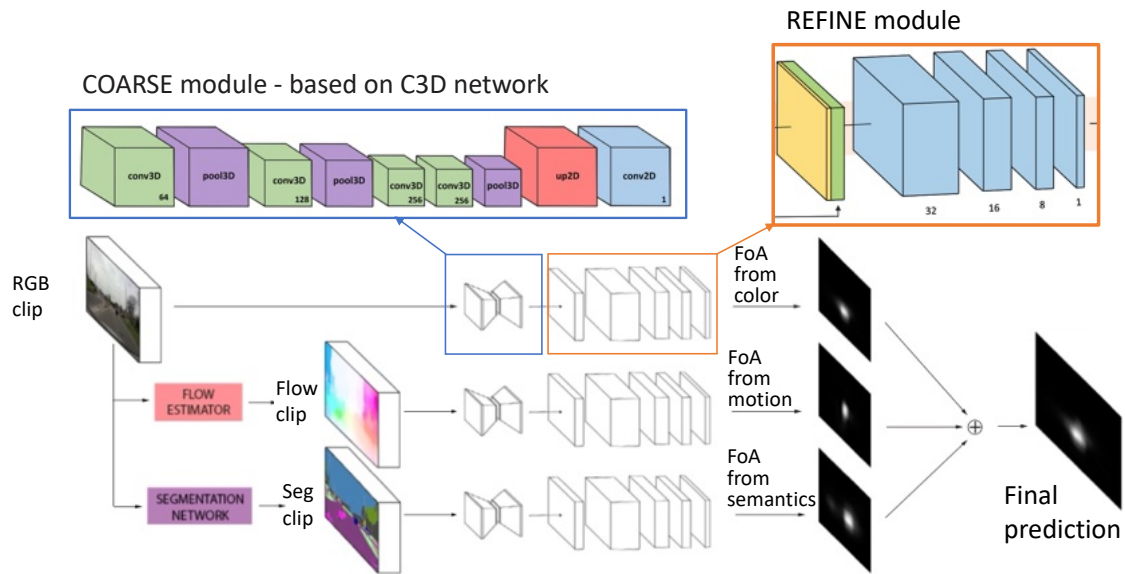 REFINE module
COARSE module - based on C3D network
conv3D
64
pool3D
conv3D
128
pool3D
conv3D
256
conv3D
256
pool3D
up2D
conv2D
1
32
16
8
1
RGB
clip
FoA
from
color
FLOW
ESTIMATOR
Flow
clip
FoA
from
motion
SEGMENTATION
NETWORK
Seg
clip
FoA
from
semantics
Final
prediction